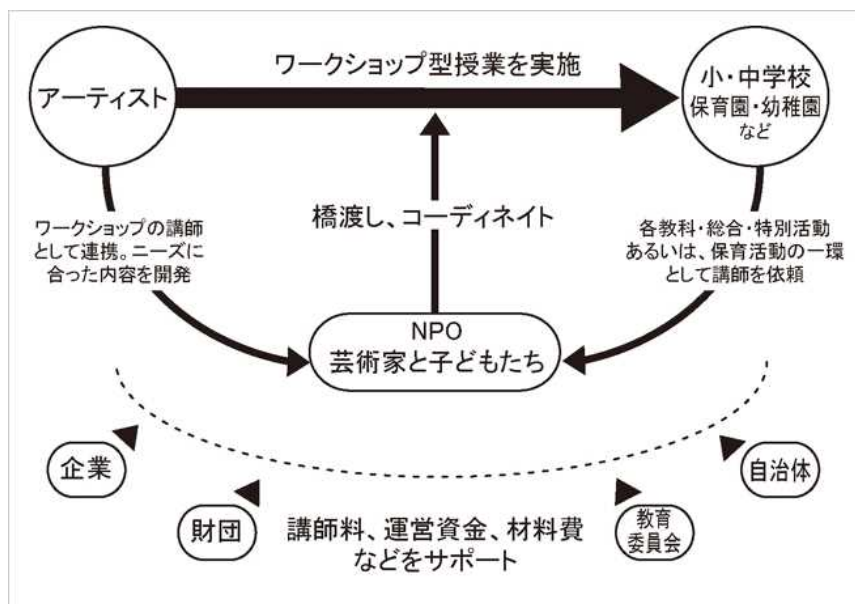 ワークショップ型授業を実施
アーティスト
小・中学校
保育園・幼稚園
など
橋渡し、コーディネイト
ワークショップの講師
として連携。ニーズに
合った内容を開発
各教科・総合・特別活動
あるいは、保育活動の一環
として講師を依頼
NPO
芸術家と子どもたち
企業
自治体
財団
講師料、運営資金、材料費
などをサポート
教育
委員会